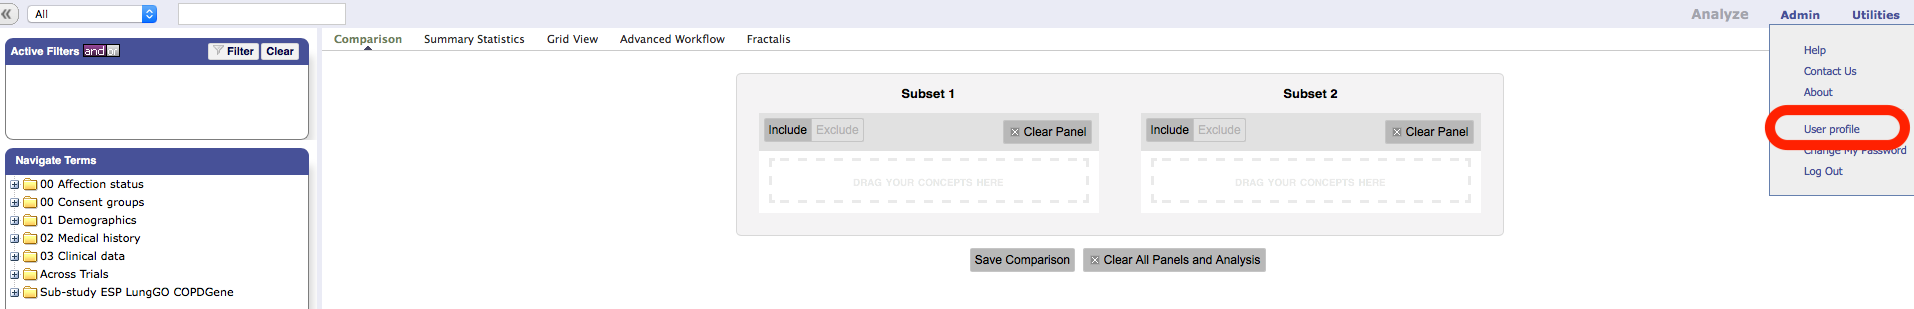 All
Analyze Admin Utilities
Active Filters and or Filter Clear
Comparison Summary Statistics Grid View Advanced Workflow Fractalis
Help
Contact Us
About
User profile
Change My Password
Log Out
Subset 1 Subset 2
Include Exclude Clear Panel Include Exclude Clear Panel
DRAG YOUR CONCEPTS HERE DRAG YOUR CONCEPTS HERE
Save Comparison Clear All Panels and Analysis
Navigate Terms
00 Affection status
00 Consent groups
01 Demographics
02 Medical history
03 Clinical data
Across Trials
Sub-study ESP LungGO COPDGene